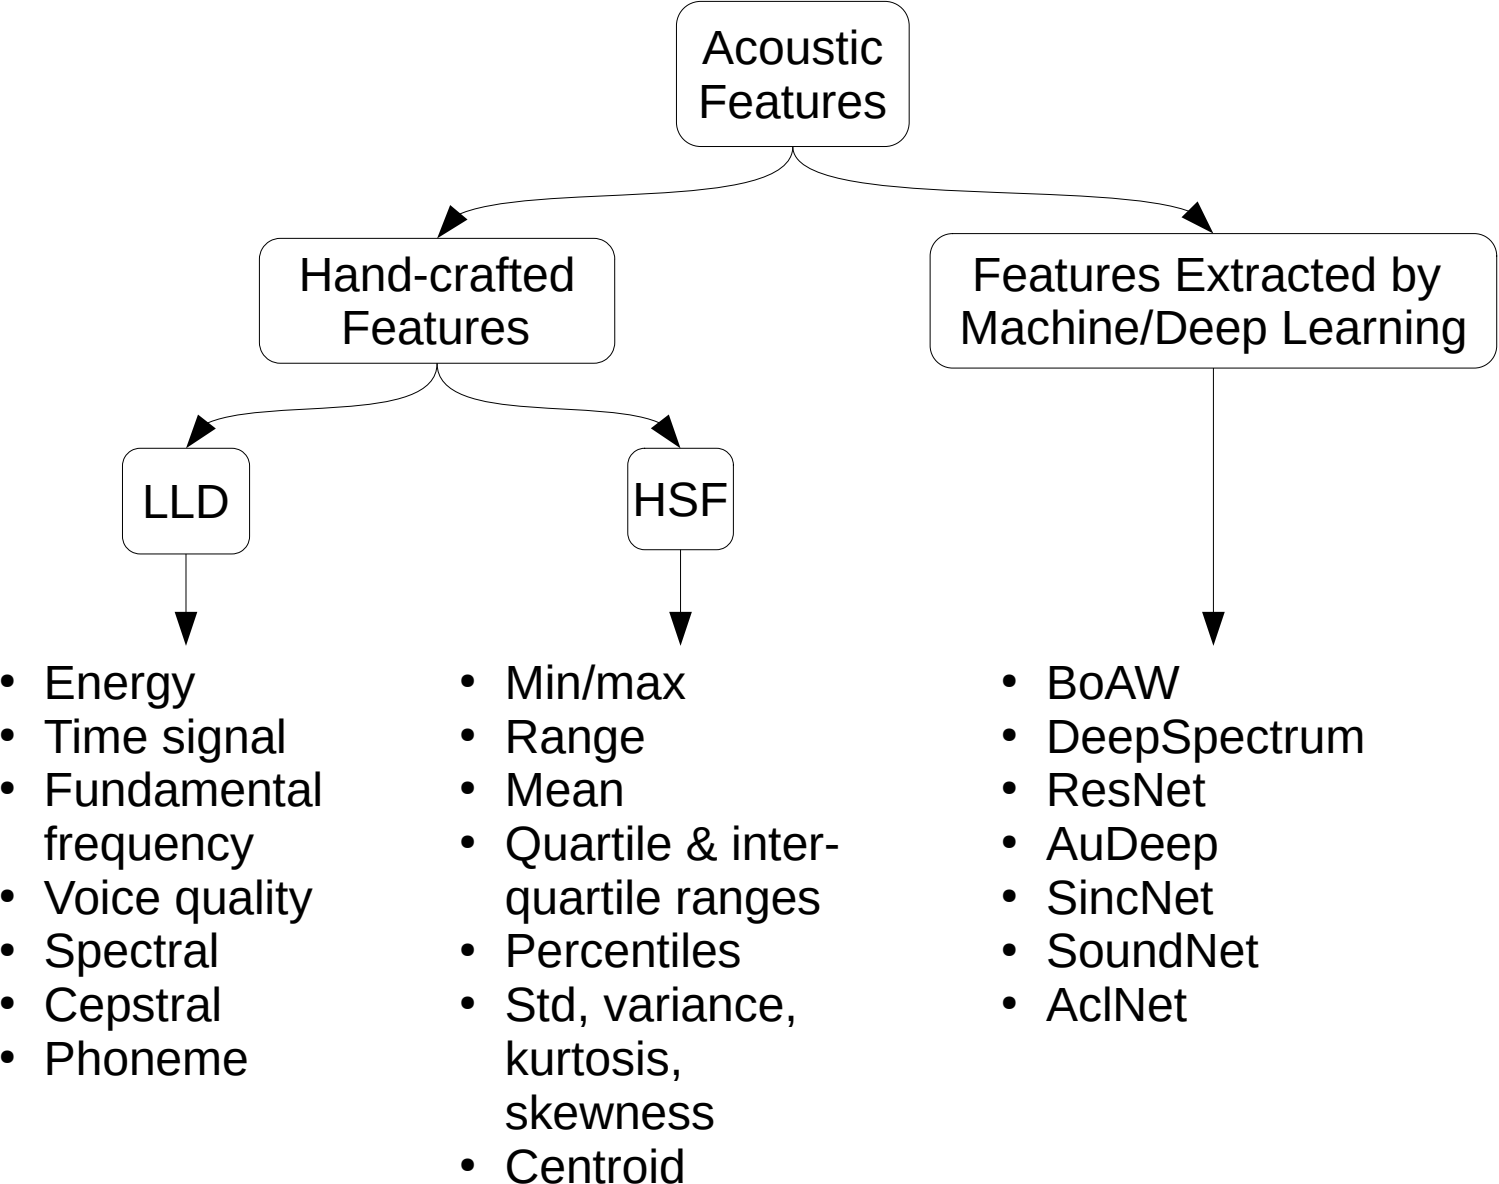 Acoustic
Features
Hand-crafted
Features
Features Extracted by
Machine/Deep Learning
LLD
HSF
• Energy
• Time signal
• Fundamental
frequency
• Voice quality
• Spectral
• Cepstral
• Phoneme
• Min/max
• Range
• Mean
• Quartile & inter-
quartile ranges
• Percentiles
• Std, variance,
kurtosis,
skewness
• Centroid
• BoAW
• DeepSpectrum
• ResNet
• AuDeep
• SincNet
• SoundNet
• AclNet